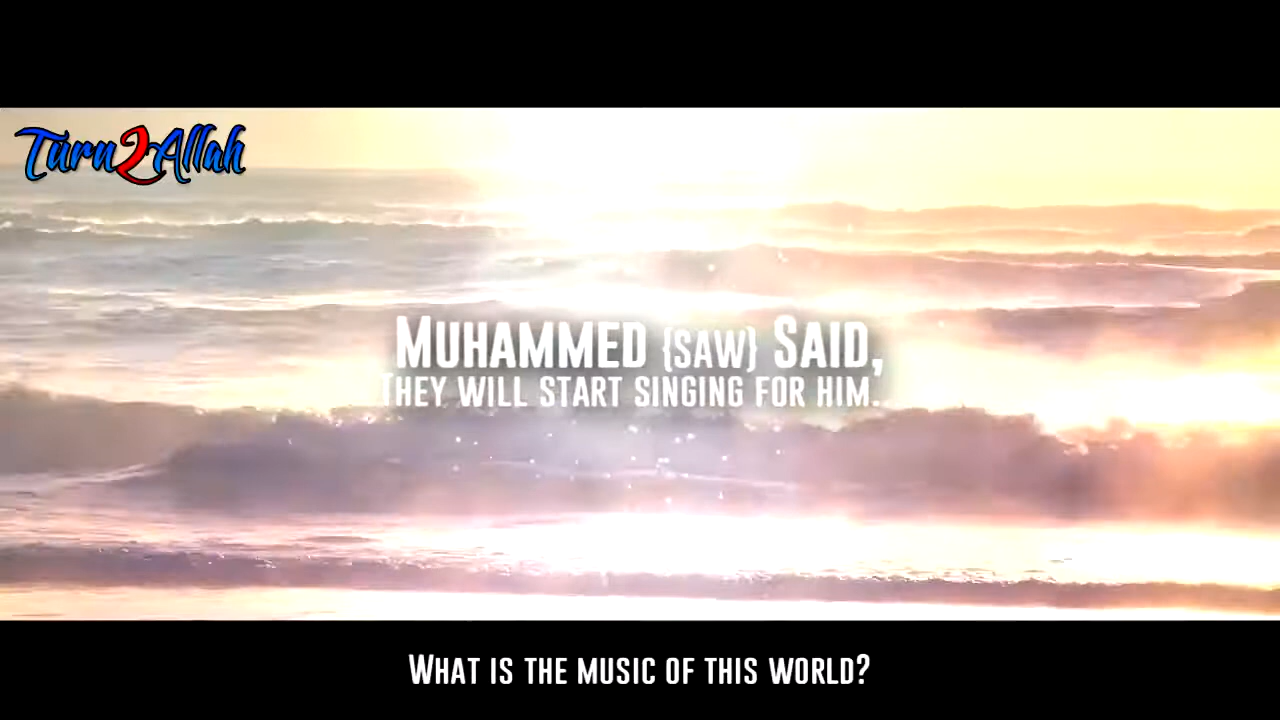 Turn2Allah
Muhammed (saw) Said,
They will start singing for him.
What is the music of this world?